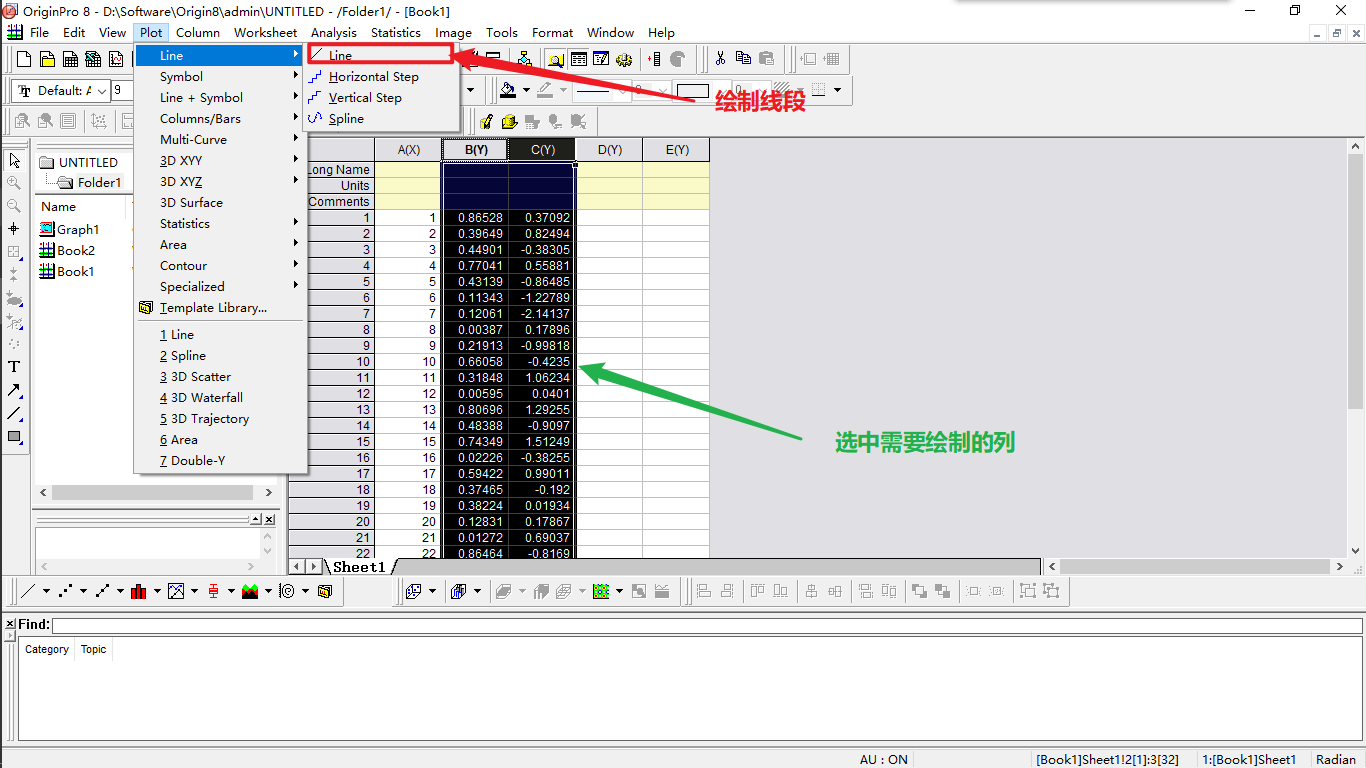 OriginPro 8 - D:\Software\Origin8\admin\UNTITLED - /Folder1/ - [Book1]
File Edit View Plot Column Worksheet Analysis Statistics Image Tools Format Window Help
Default: A 9
Line
Symbol
Line + Symbol
Columns/Bars
Multi-Curve
3D XYY
3D XYZ
3D Surface
Statistics
Area
Contour
Specialized
Template Library...
1 Line
2 Spline
3 3D Scatter
4 3D Waterfall
5 3D Trajectory
6 Area
7 Double-Y
Line
Horizontal Step
Vertical Step
Spline
绘制线段
UNTITLED
Folder1
Name
Graph1
Book2
Book1
A(X) B(Y) C(Y) D(Y) E(Y)
Long Name
Units
Comments
1 1 0.86528 0.37092
2 2 0.39649 0.82494
3 3 0.44901 -0.38305
4 4 0.77041 0.55881
5 5 0.43139 -0.86485
6 6 0.11343 -1.22789
7 7 0.12061 -2.14137
8 8 0.00387 0.17896
9 9 0.21913 -0.99818
10 10 0.66058 -0.4235
11 11 0.31848 1.06234
12 12 0.00595 0.0401
13 13 0.80696 1.29255
14 14 0.48388 -0.9097
15 15 0.74349 1.51249
16 16 0.02226 -0.38255
17 17 0.59422 0.99011
18 18 0.37465 -0.192
19 19 0.38224 0.01934
20 20 0.12831 0.17867
21 21 0.01272 0.69037
22 22 0.86464 -0.8169
选中需要绘制的列
Sheet1
Find:
Category Topic
AU : ON [Book1]Sheet1!2[1]:3[32] 1:[Book1]Sheet1 Radian